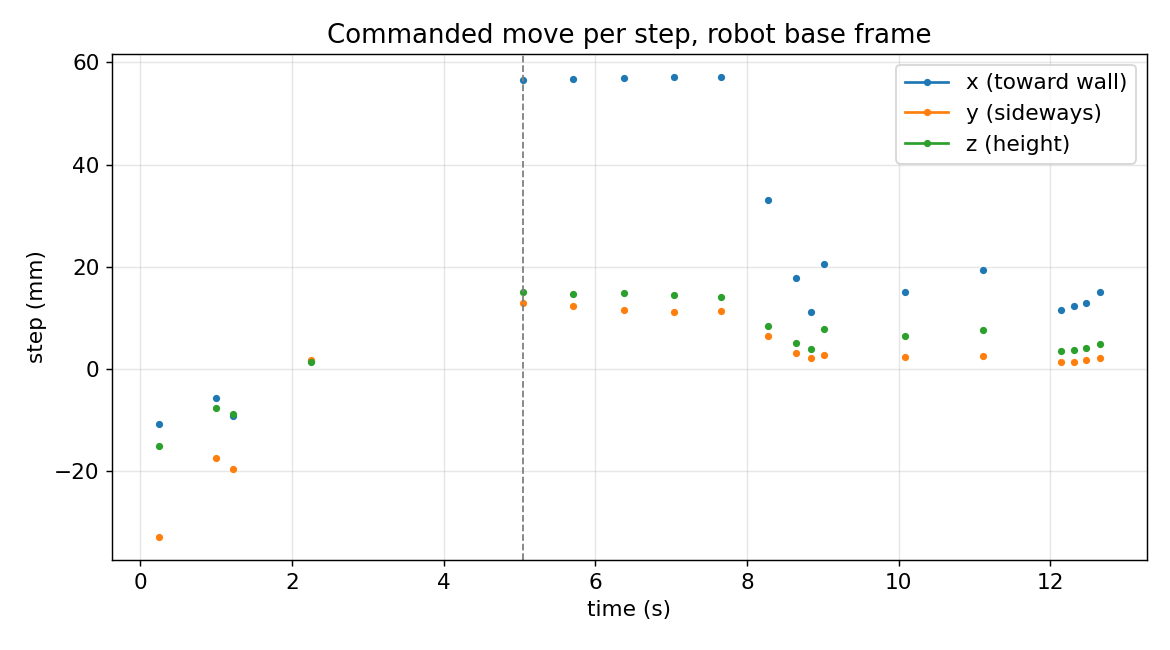 Commanded move per step, robot base frame
60
40
20
0
−20
step (mm)
x (toward wall)
y (sideways)
z (height)
0 2 4 6 8 10 12
time (s)